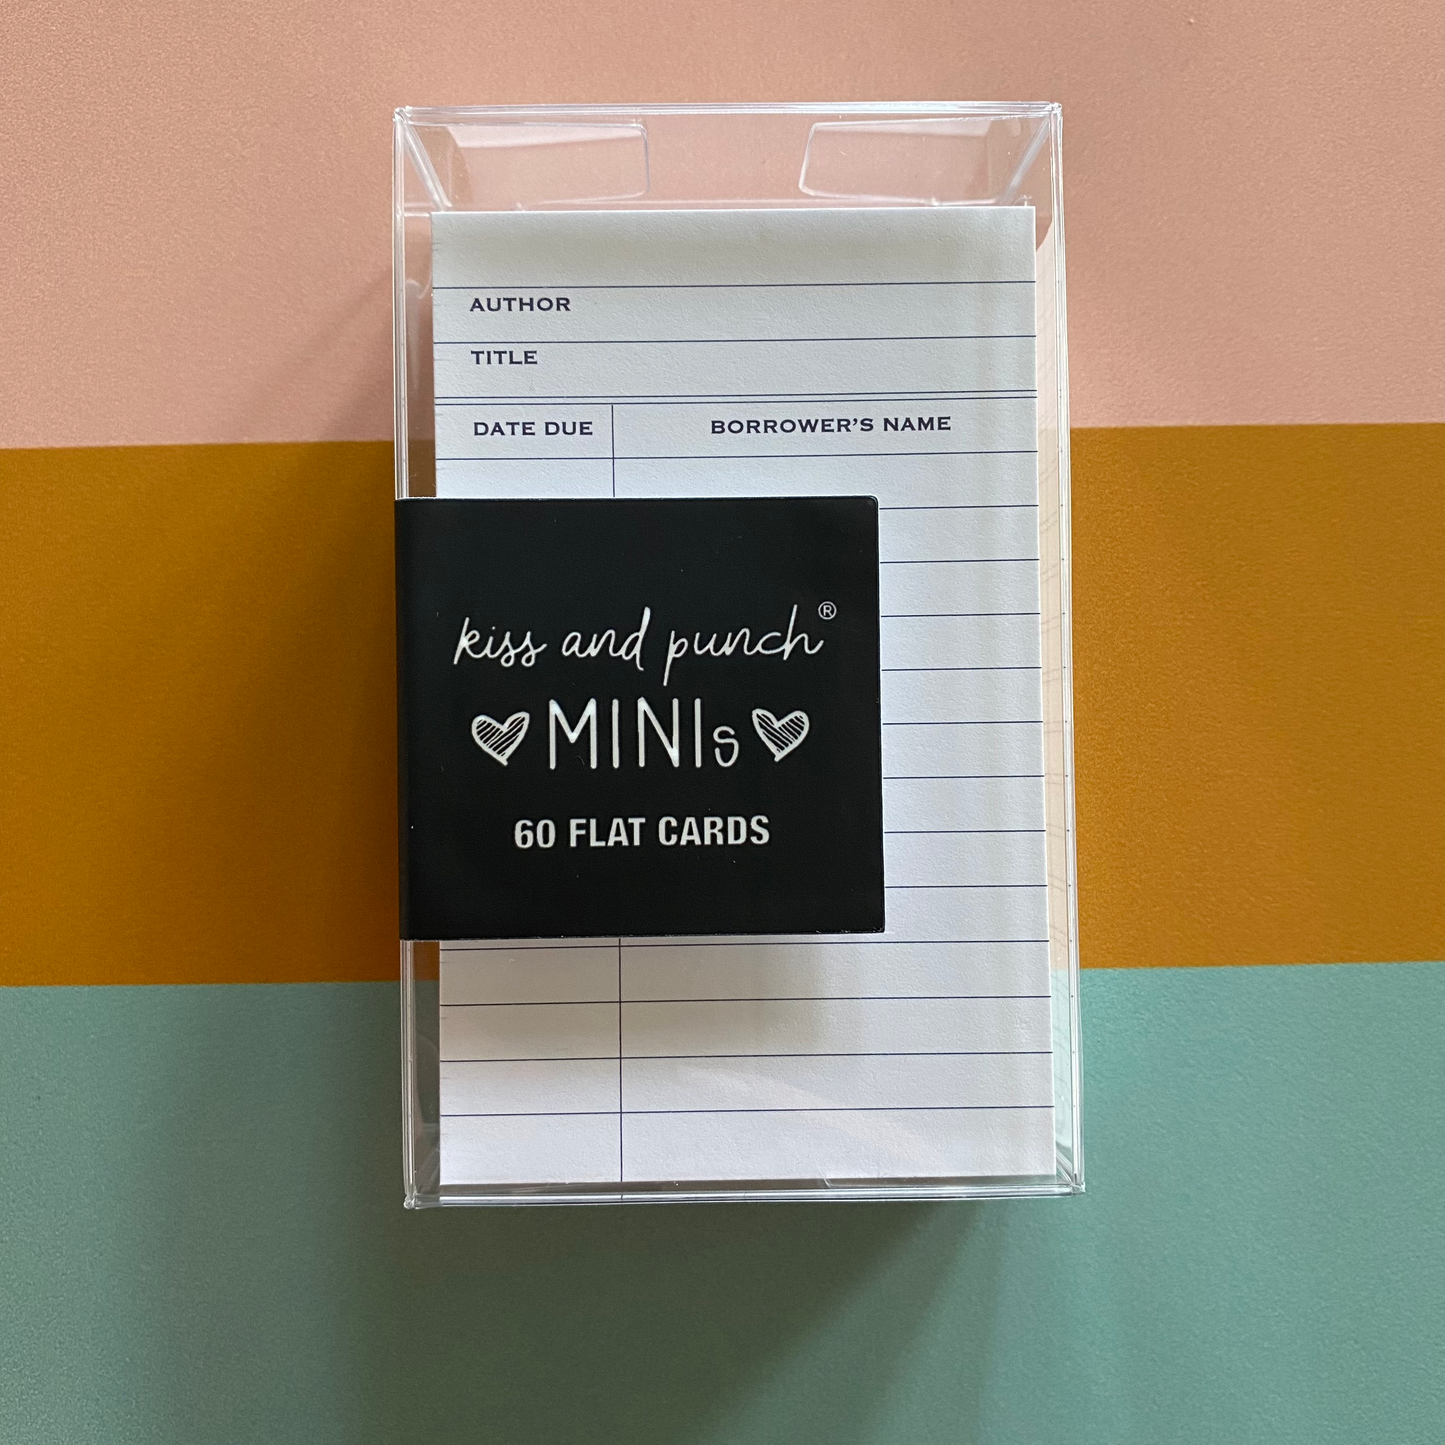 AUTHOR
TITLE
DATE DUE BORROWER'S NAME
kiss and punch®
MINIs
60 FLAT CARDS